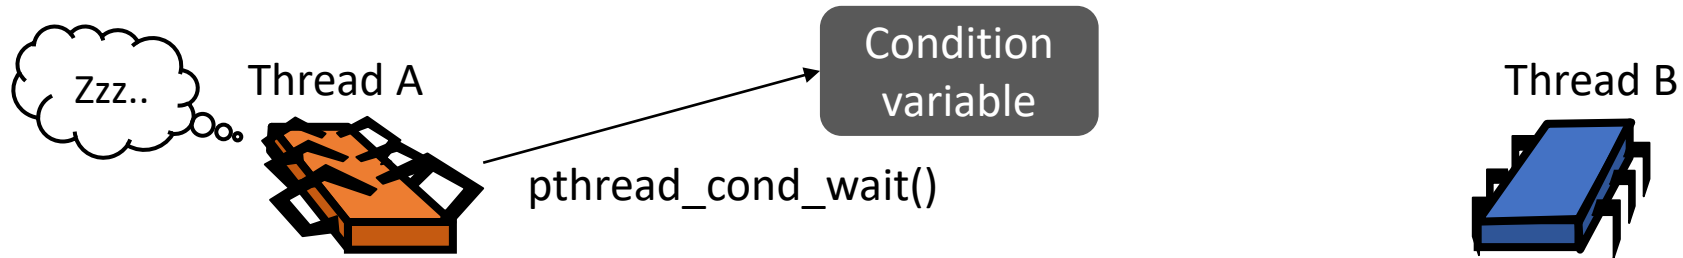 Zzz..
Thread A
Condition
variable
Thread B
pthread_cond_wait()